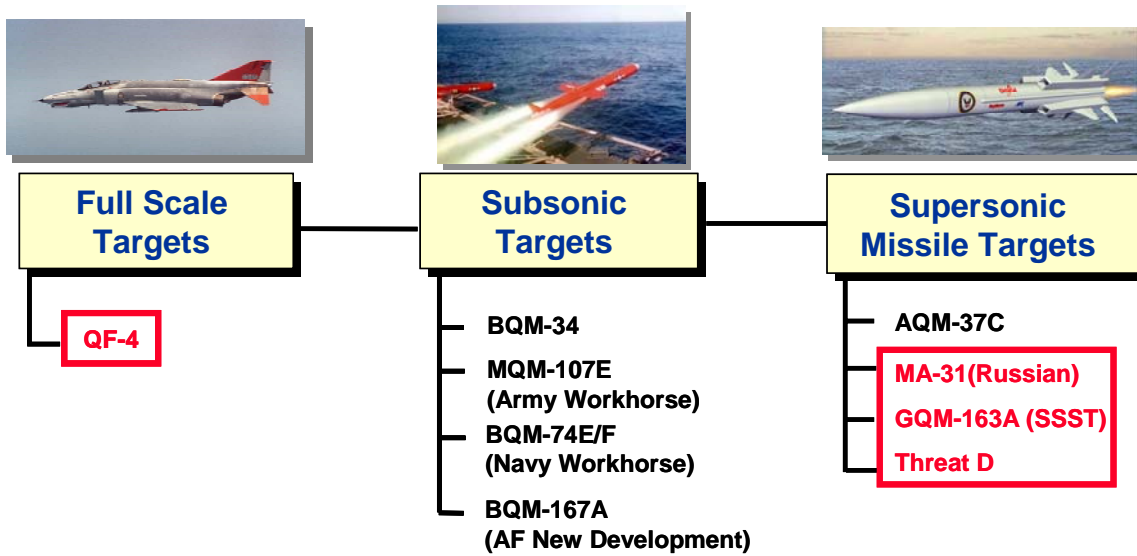 Full Scale
Targets
QF-4
Subsonic
Targets
BQM-34
MQM-107E
(Army Workhorse)
BQM-74E/F
(Navy Workhorse)
BQM-167A
(AF New Development)
Supersonic
Missile Targets
AQM-37C
MA-31(Russian)
GQM-163A (SSST)
Threat D